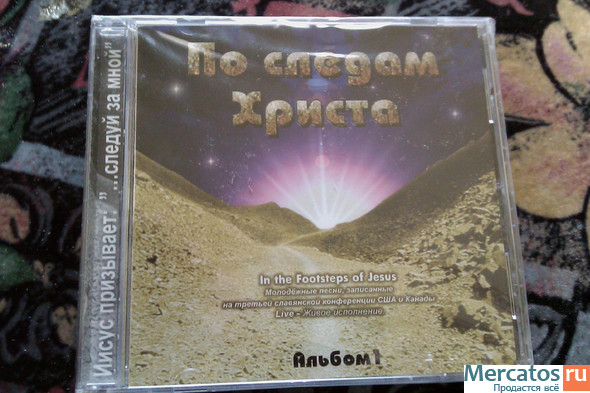 По следам
Христа
In the Footsteps of Jesus
Молодёжные песни, записанные
на третьей славянской конференции США и Канады
Live - Живое исполнение.
Альбом 1
Иисус призывает: "...следуй за мной"
Mercatos.ru
Продастся всё